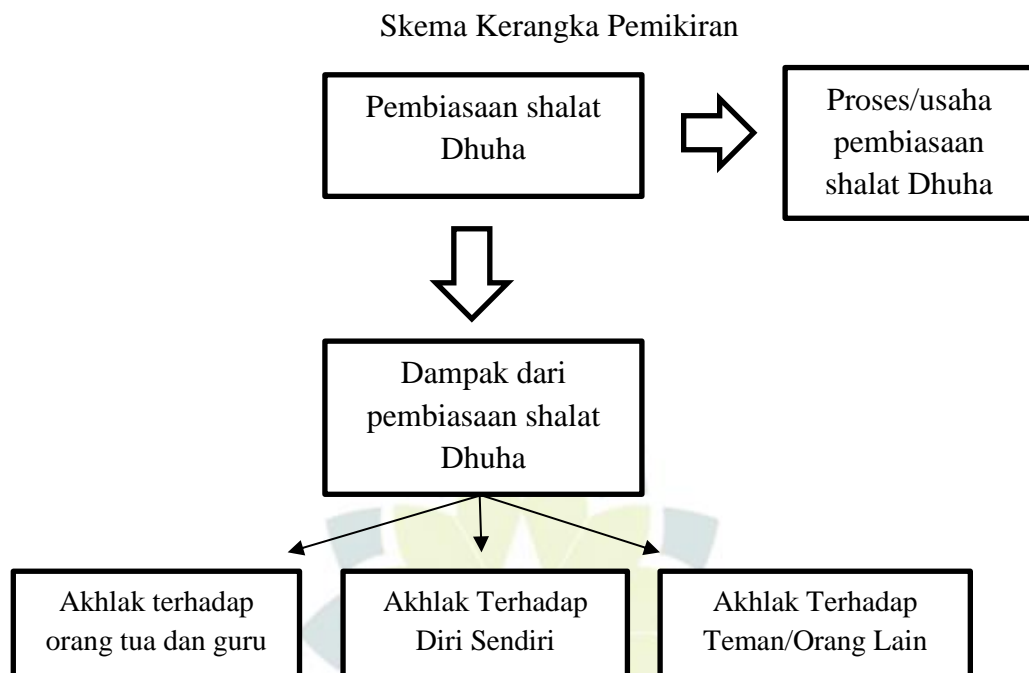 Skema Kerangka Pemikiran
Pembiasaan shalat
Dhuha
Proses/usaha
pembiasaan
shalat Dhuha
Dampak dari
pembiasaan shalat
Dhuha
Akhlak terhadap
orang tua dan guru
Akhlak Terhadap
Diri Sendiri
Akhlak Terhadap
Teman/Orang Lain